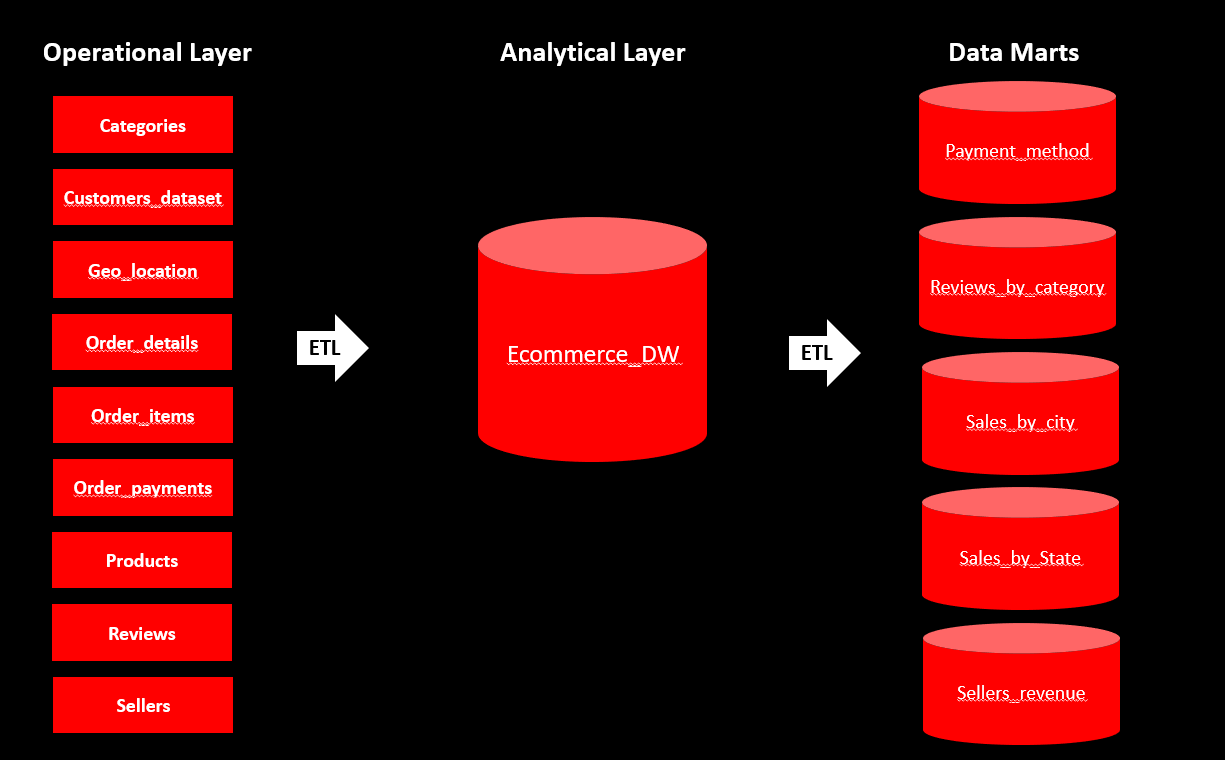 Operational Layer
Analytical Layer
Data Marts
Categories
Customers_dataset
Geo_location
Order_details
Order_items
Order_payments
Products
Reviews
Sellers
ETL
Ecommerce_DW
ETL
Payment_method
Reviews_by_category
Sales_by_city
Sales_by_State
Sellers_revenue